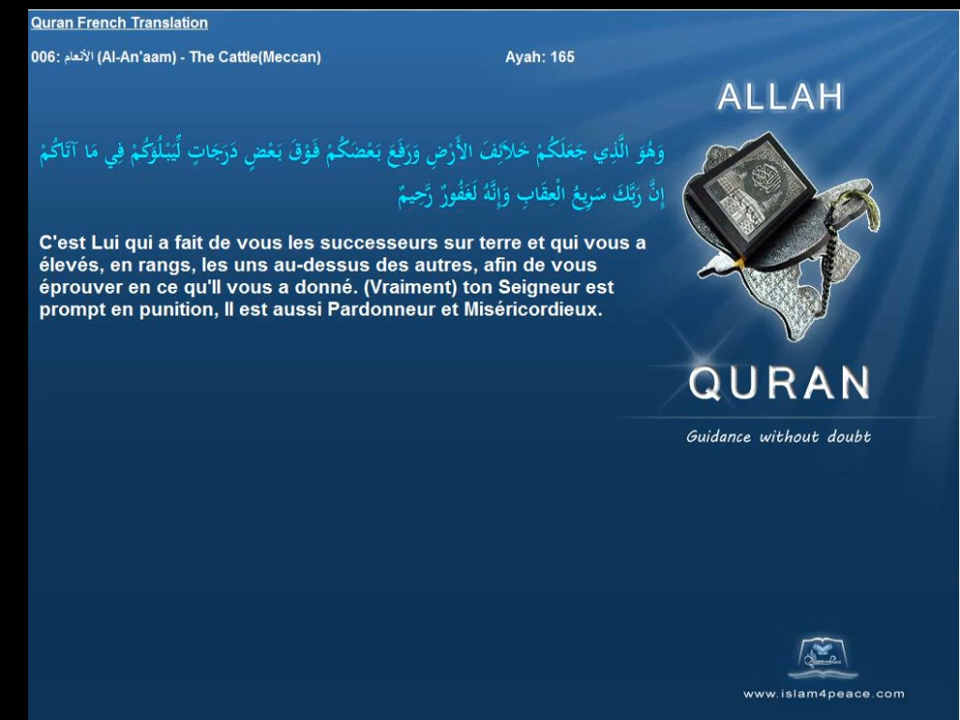 Quran French Translation
006: الأنعام (Al-An'aam) - The Cattle(Meccan) Ayah: 165
ALLAH
وَهُوَ الَّذِي جَعَلَكُمْ خَلاَئِفَ الأَرْضِ وَرَفَعَ بَعْضَكُمْ فَوْقَ بَعْضٍ دَرَجَاتٍ لِّيَبْلُوَكُمْ فِي مَا آتَاكُمْ
إِنَّ رَبَّكَ سَرِيعُ الْعِقَابِ وَإِنَّهُ لَغَفُورٌ رَّحِيمٌ
C'est Lui qui a fait de vous les successeurs sur terre et qui vous a
élevés, en rangs, les uns au-dessus des autres, afin de vous
éprouver en ce qu'Il vous a donné. (Vraiment) ton Seigneur est
prompt en punition, Il est aussi Pardonneur et Miséricordieux.
QURAN
Guidance without doubt
www.islam4peace.com